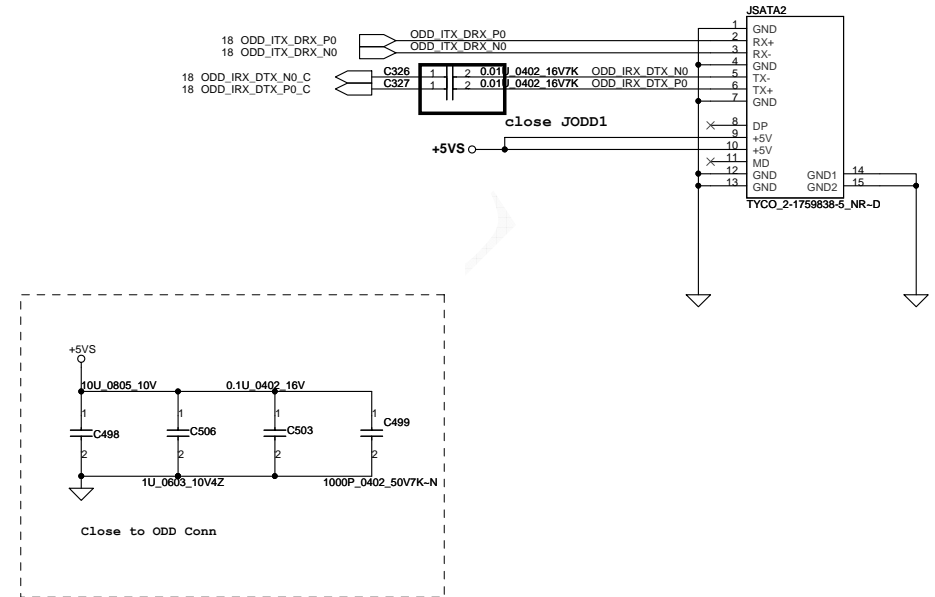 JSATA2
18 ODD_ITX_DRX_P0 ODD_ITX_DRX_P0 1 GND
18 ODD_ITX_DRX_N0 ODD_ITX_DRX_N0 2 RX+
3 RX-
4 GND
18 ODD_IRX_DTX_N0_C C326 1 2 0.01U_0402_16V7K ODD_IRX_DTX_N0 5 TX-
18 ODD_IRX_DTX_P0_C C327 1 2 0.01U_0402_16V7K ODD_IRX_DTX_P0 6 TX+
7 GND
close JODD1
8 DP
9 +5V
+5VS 10 +5V
11 MD
12 GND GND1 14
13 GND GND2 15
TYCO_2-1759838-5_NR~D
+5VS
10U_0805_10V 0.1U_0402_16V
1 1 1 1
C498 C506 C503 C499
2 2 2 2
1U_0603_10V4Z 1000P_0402_50V7K~N
Close to ODD Conn